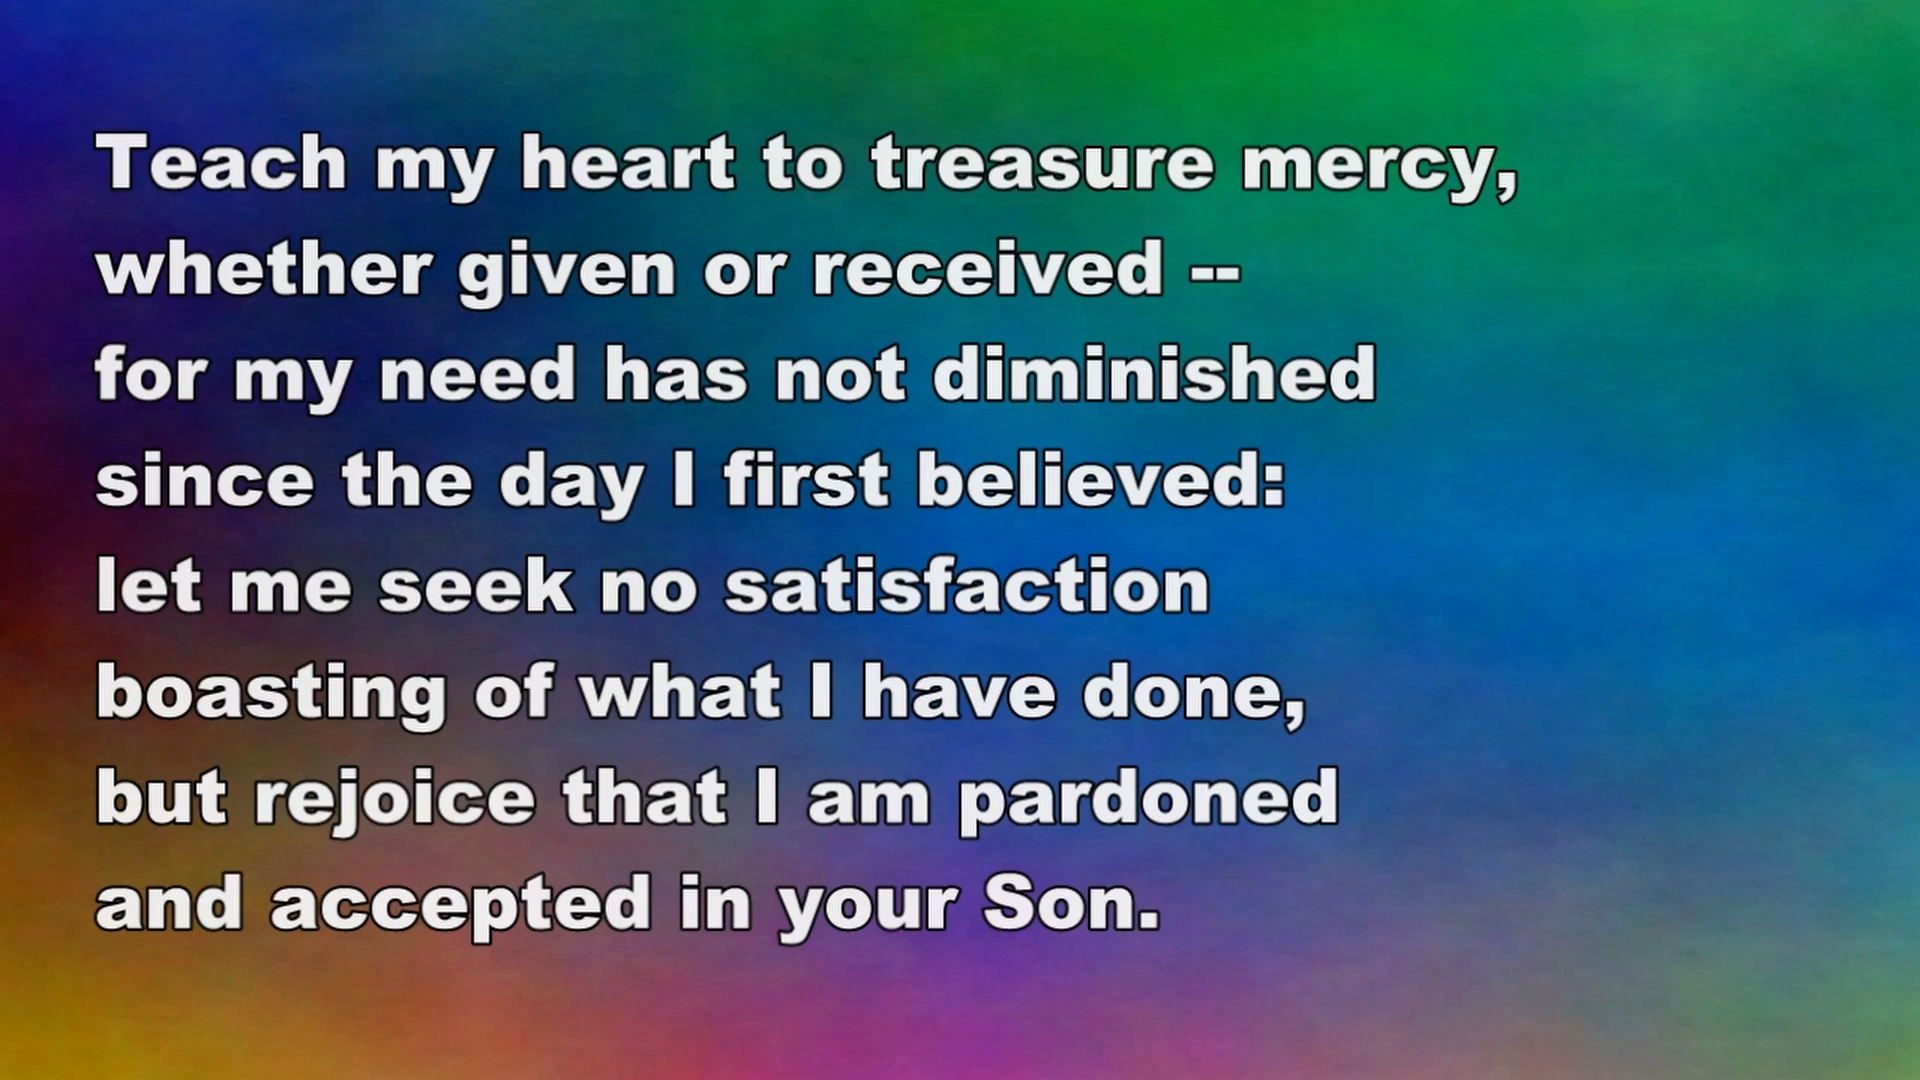 Teach my heart to treasure mercy,
whether given or received --
for my need has not diminished
since the day I first believed:
let me seek no satisfaction
boasting of what I have done,
but rejoice that I am pardoned
and accepted in your Son.